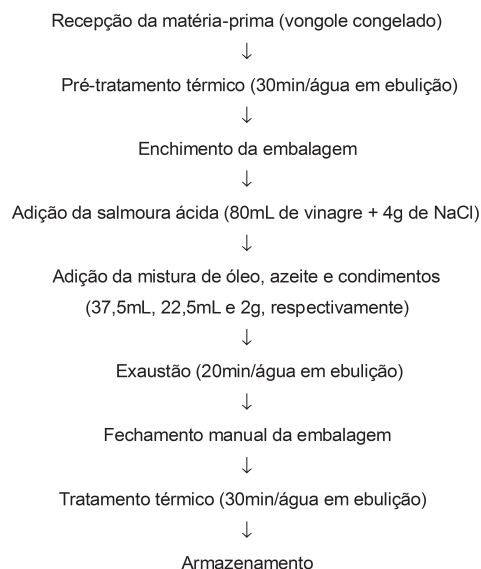 Recepção da matéria-prima (vongole congelado)
↓
Pré-tratamento térmico (30min/água em ebulição)
↓
Enchimento da embalagem
↓
Adição da salmoura ácida (80mL de vinagre + 4g de NaCl)
↓
Adição da mistura de óleo, azeite e condimentos
(37,5mL, 22,5mL e 2g, respectivamente)
↓
Exaustão (20min/água em ebulição)
↓
Fechamento manual da embalagem
↓
Tratamento térmico (30min/água em ebulição)
↓
Armazenamento